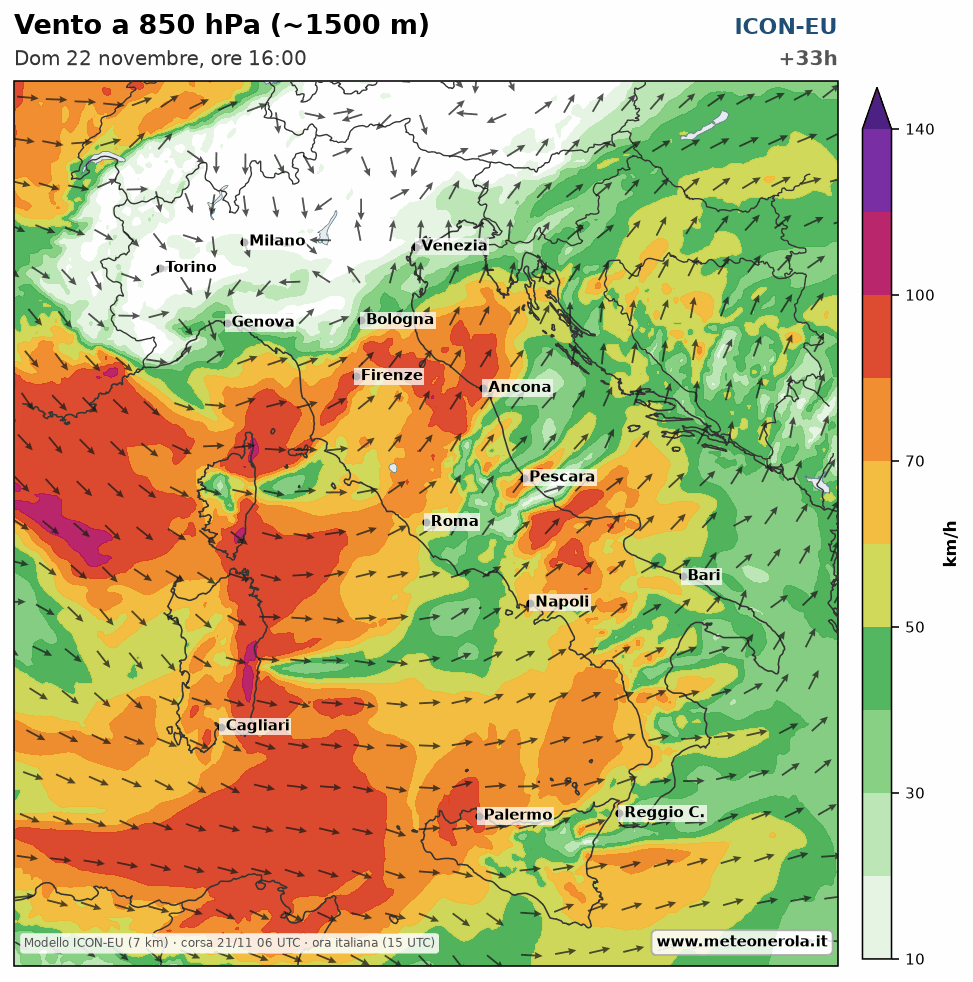 Vento a 850 hPa (~1500 m)
ICON-EU
Dom 22 novembre, ore 16:00
+33h
140
100
70
50
30
10
km/h
Milano
Venezia
Torino
Genova
Bologna
Firenze
Ancona
Pescara
Roma
Bari
Napoli
Cagliari
Palermo
Reggio C.
Modello ICON-EU (7 km) · corsa 21/11 06 UTC · ora italiana (15 UTC)
www.meteonerola.it